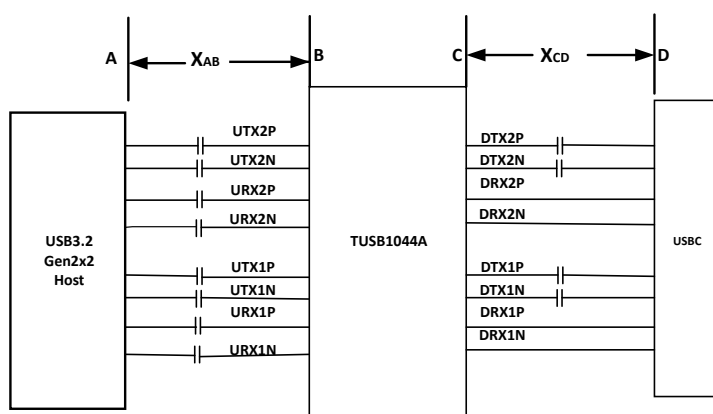 A XAB B C XCD D
UTX2P DTX2P
UTX2N DTX2N
URX2P DRX2P
URX2N DRX2N
USB3.2
Gen2x2
Host
TUSB1044A
USBC
UTX1P DTX1P
UTX1N DTX1N
URX1P DRX1P
URX1N DRX1N